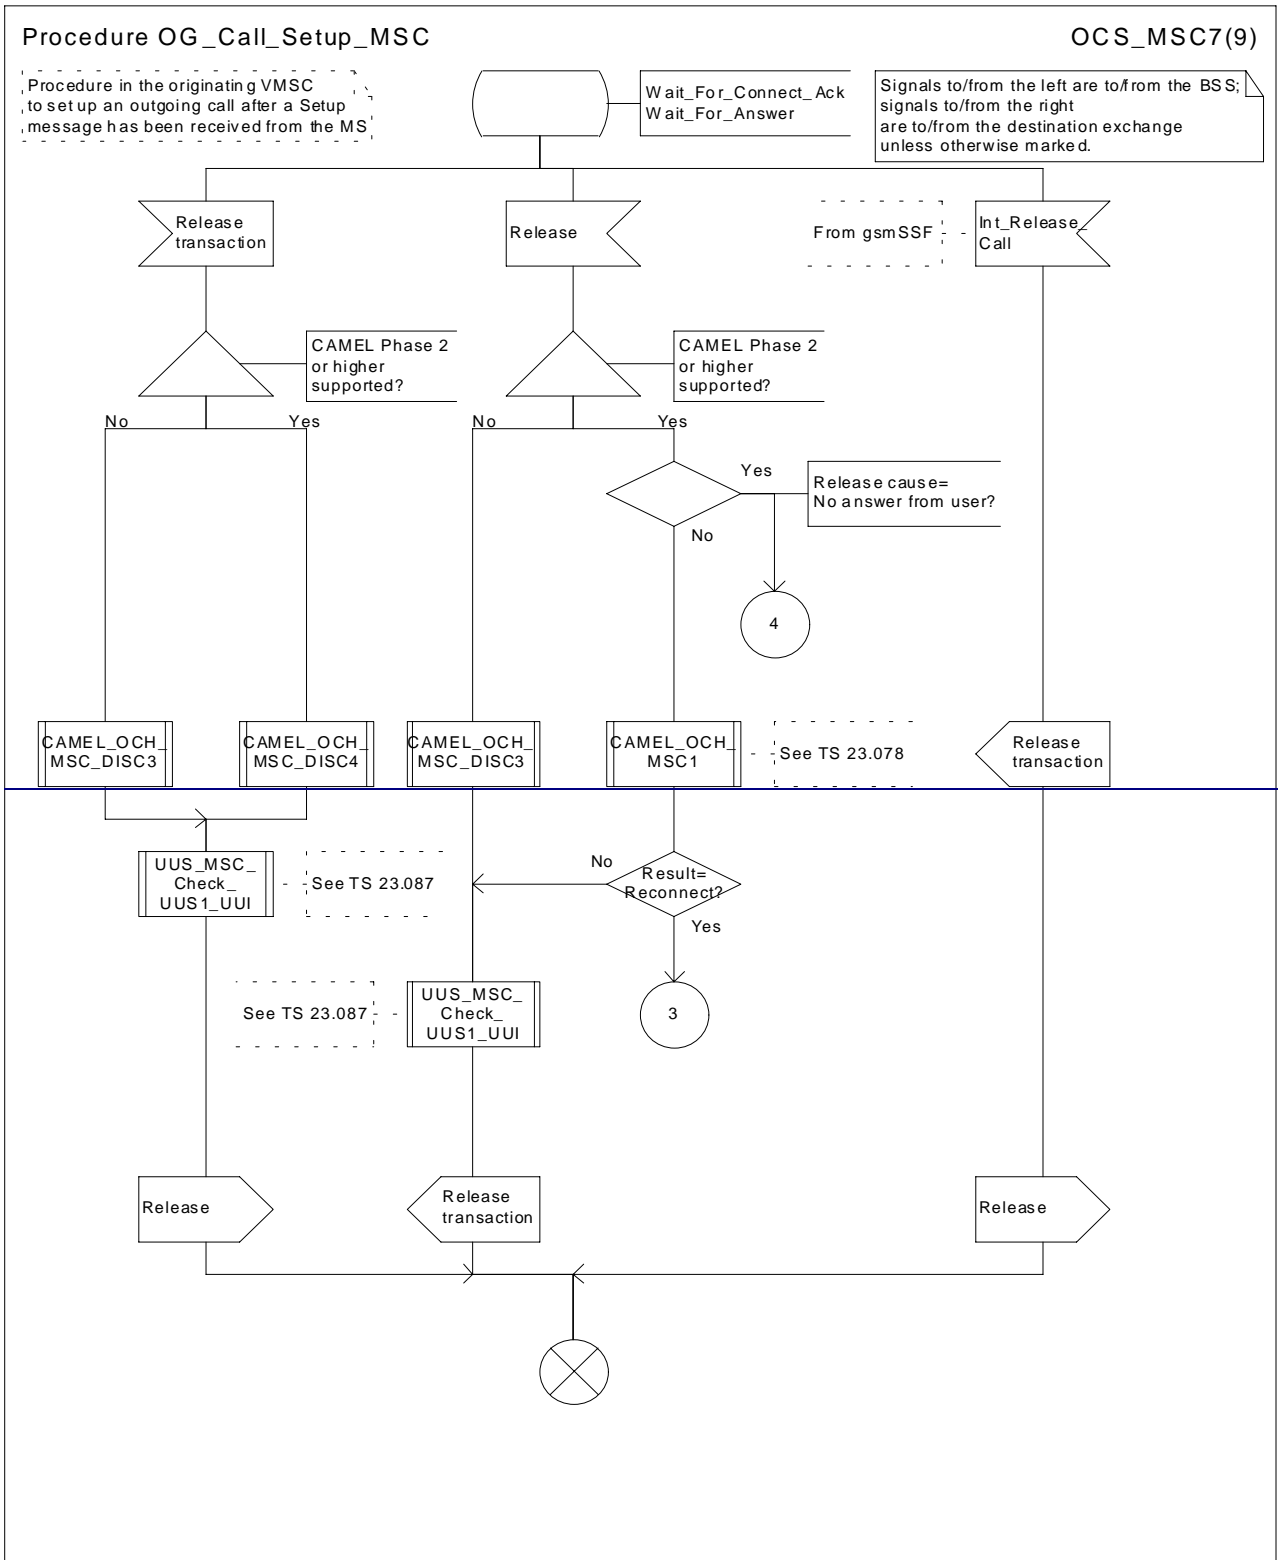 Procedure OG_Call_Setup_MSC
OCS_MSC7(9)
Procedure in the originating VMSC
to set up an outgoing call after a Setup
message has been received from the MS
Wait_For_Connect_Ack
Wait_For_Answer
Signals to/from the left are to/from the BSS;
signals to/from the right
are to/from the destination exchange
unless otherwise marked.
Release
transaction
Release
From gsmSSF
Int_Release_
Call
CAMEL Phase 2
or higher
supported?
CAMEL Phase 2
or higher
supported?
No
Yes
No
Yes
Yes
Release cause=
No answer from user?
No
4
CAMEL_OCH_
MSC_DISC3
CAMEL_OCH_
MSC_DISC4
CAMEL_OCH_
MSC_DISC3
CAMEL_OCH_
MSC1
See TS 23.078
Release
transaction
UUS_MSC_
Check_
UUS1_UUI
See TS 23.087
No
Result=
Reconnect?
Yes
See TS 23.087
UUS_MSC_
Check_
UUS1_UUI
3
Release
Release
transaction
Release